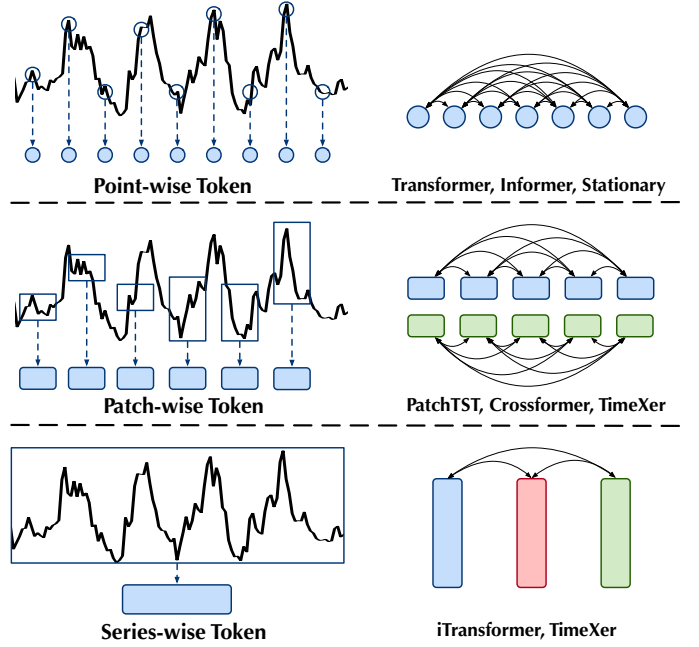 Point-wise Token
Transformer, Informer, Stationary
Patch-wise Token
PatchTST, Crossformer, TimeXer
Series-wise Token
iTransformer, TimeXer